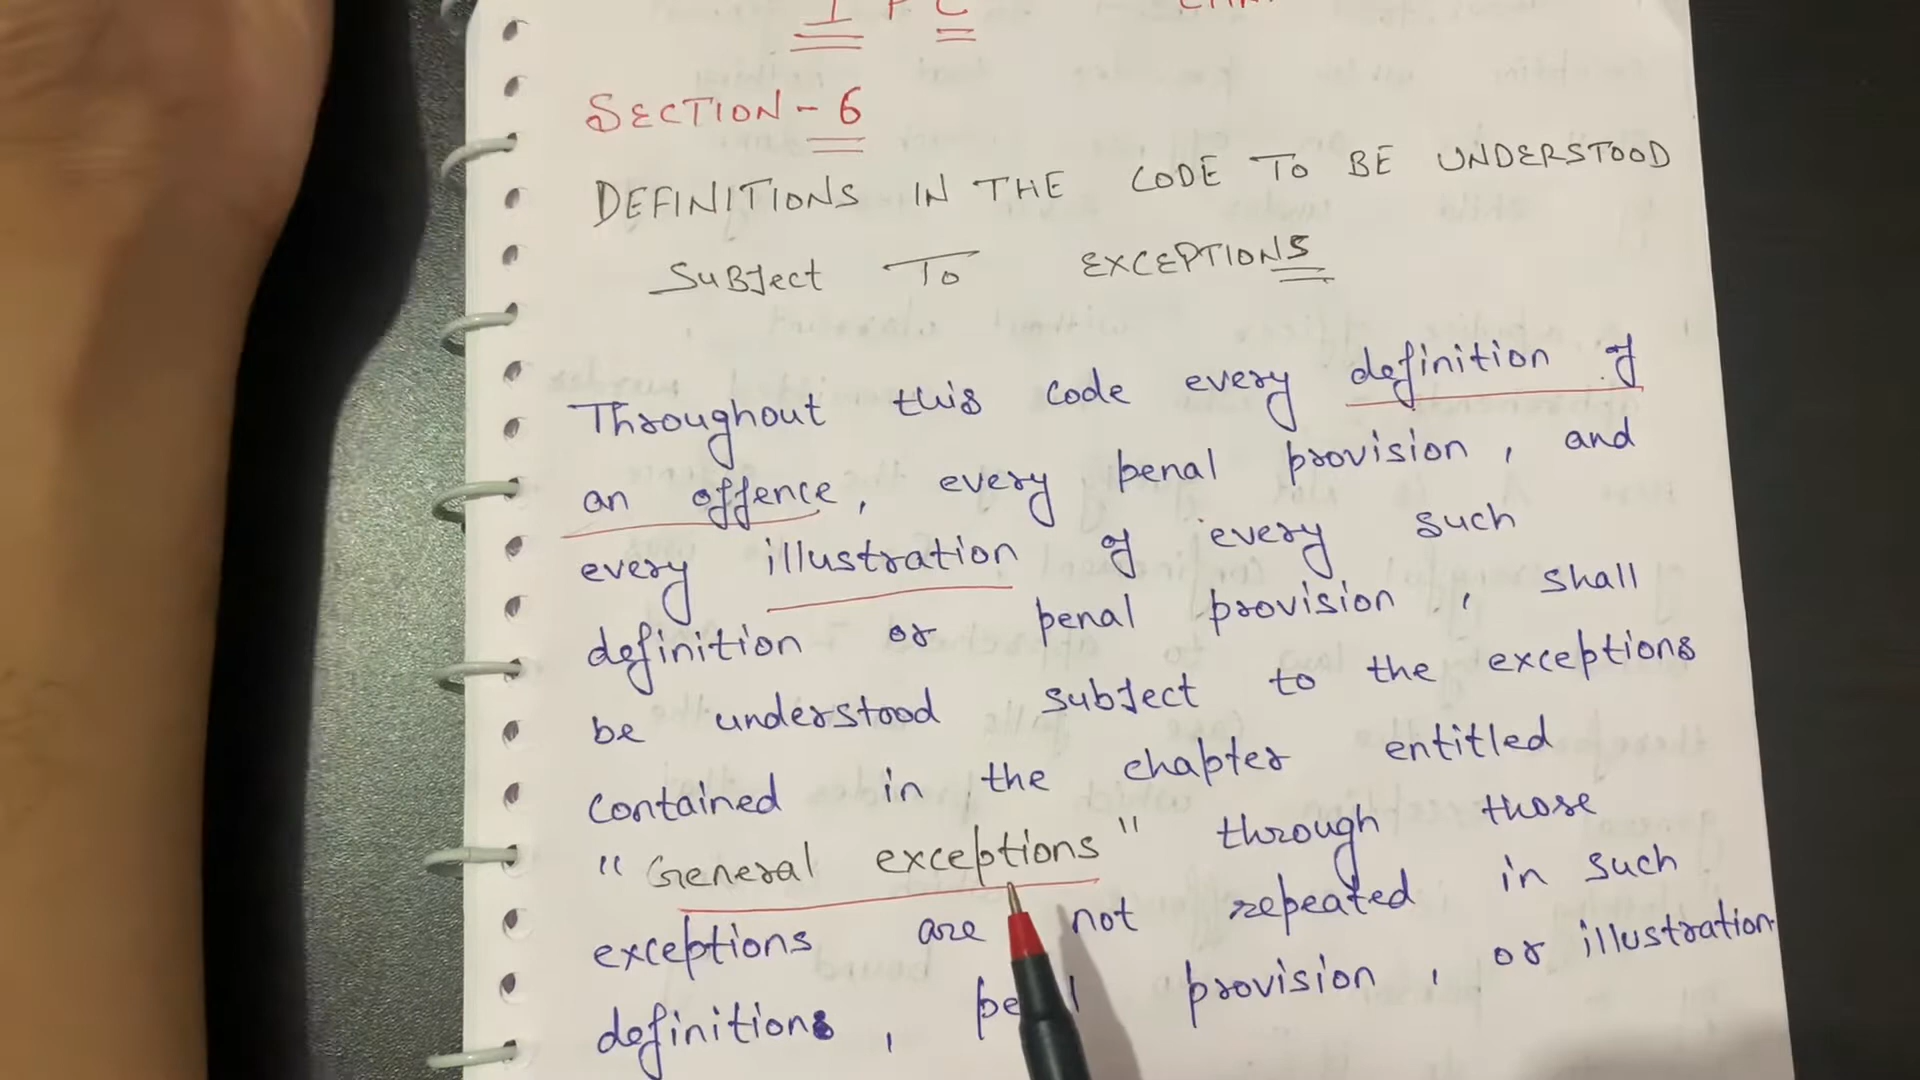 I P C
SECTION - 6
DEFINITIONS IN THE CODE TO BE UNDERSTOOD
SUBJECT TO EXCEPTIONS
Throughout this code every definition of
an offence, every penal provision, and
every illustration of every such
definition or penal provision, shall
be understood subject to the exceptions
contained in the chapter entitled
"General exceptions" through those
exceptions are not repeated in such
definitions, provision, or illustration.